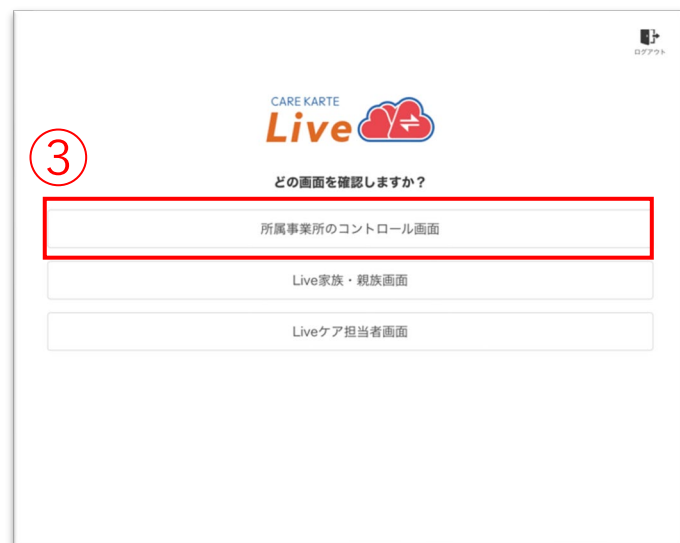 ログアウト
CARE KARTE
Live
③
どの画面を確認しますか？
所属事業所のコントロール画面
Live家族・親族画面
Liveケア担当者画面